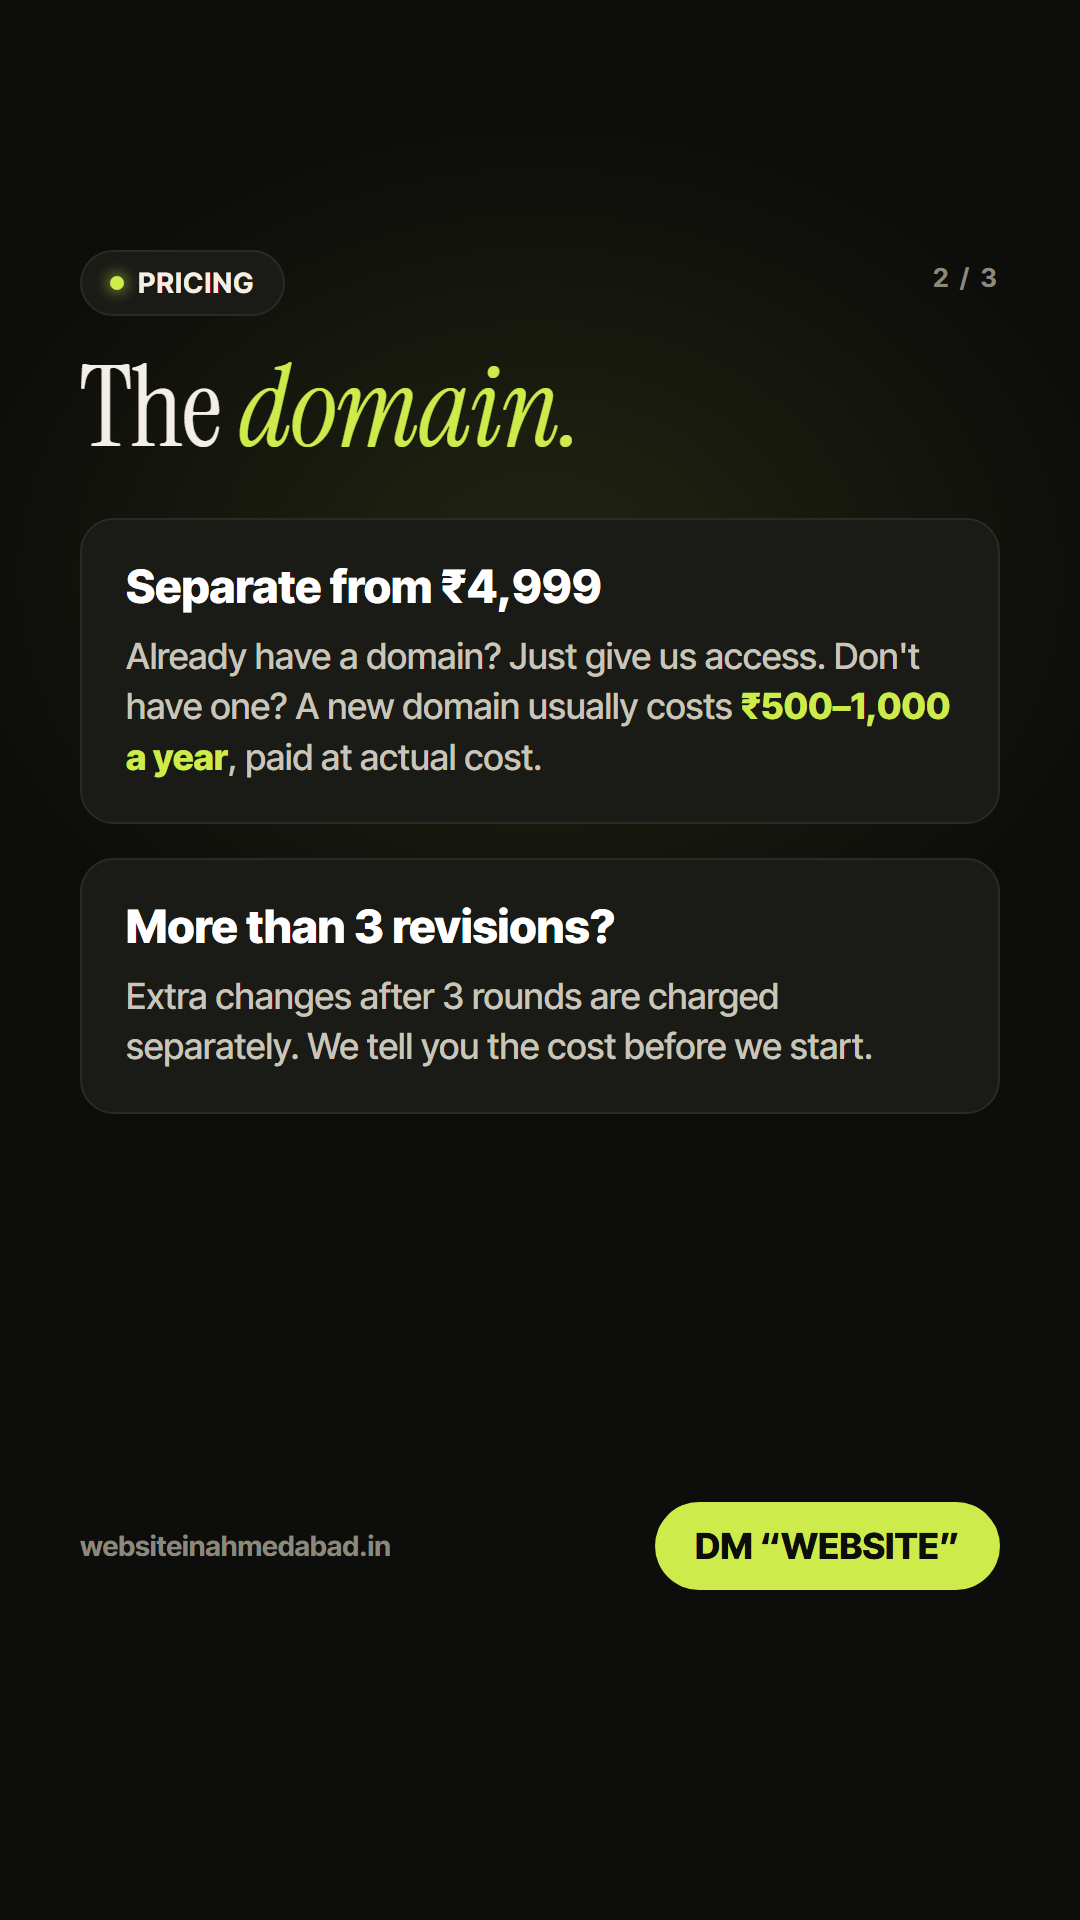 PRICING
2 / 3
The domain.
Separate from ₹4,999
Already have a domain? Just give us access. Don't
have one? A new domain usually costs ₹500–1,000
a year, paid at actual cost.
More than 3 revisions?
Extra changes after 3 rounds are charged
separately. We tell you the cost before we start.
websiteinahmedabad.in
DM “WEBSITE”